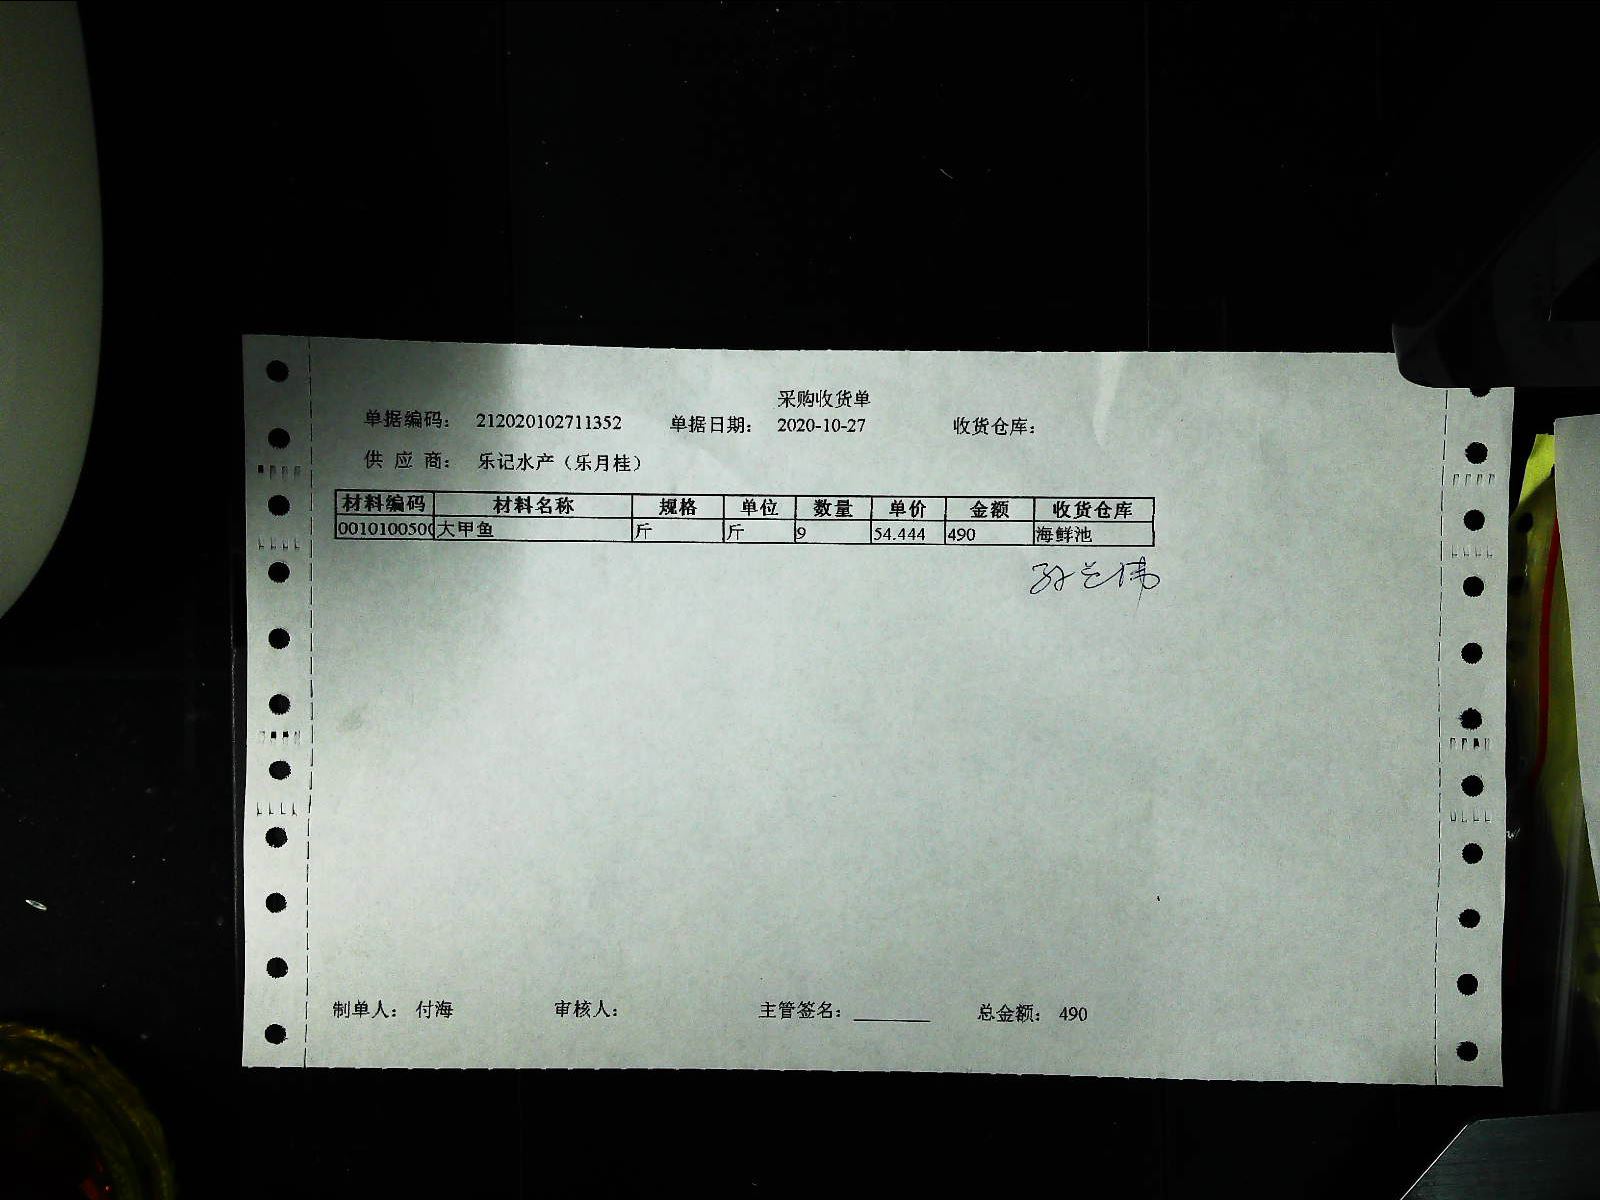 采购收货单
单据编码： 212020102711352 单据日期： 2020-10-27 收货仓库：
供 应 商： 乐记水产（乐月桂）
材料编码 材料名称 规格 单位 数量 单价 金额 收货仓库
0010100500 大甲鱼 斤 斤 9 54.444 490 海鲜池
制单人： 付海 审核人： 主管签名：________ 总金额： 490